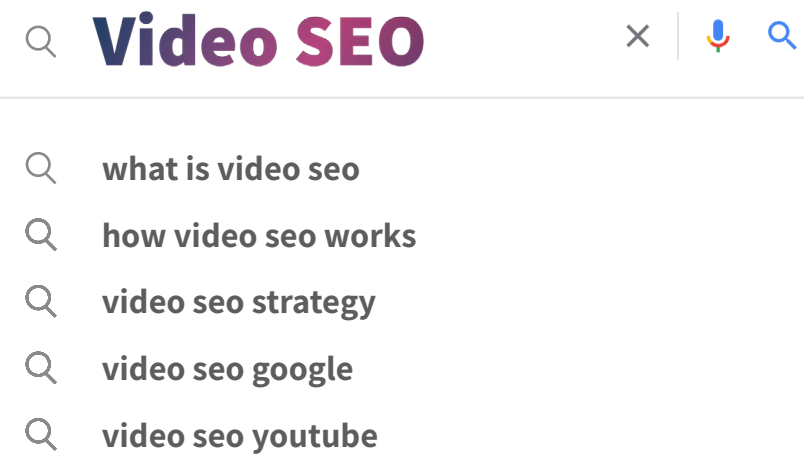 Video SEO
what is video seo
how video seo works
video seo strategy
video seo google
video seo youtube